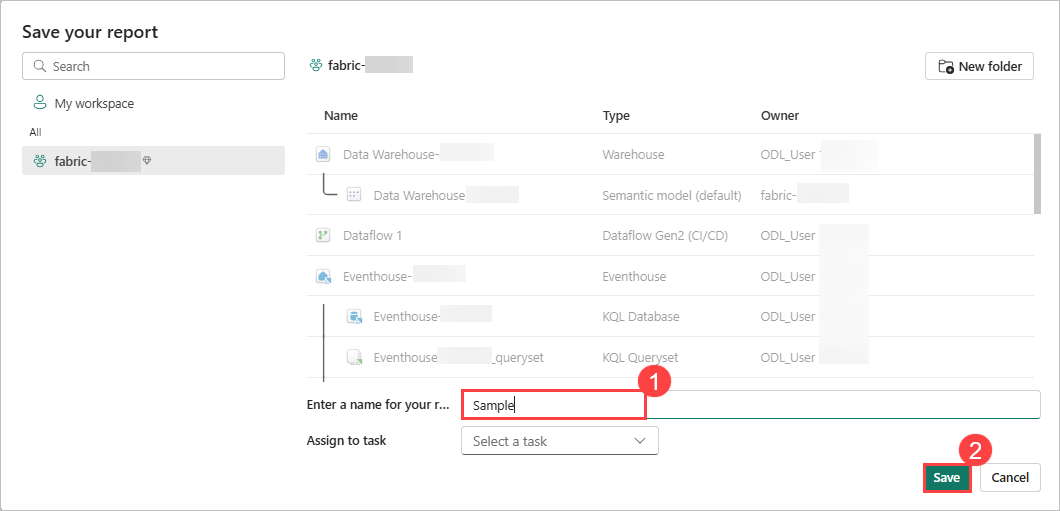 Save your report
Search
My workspace
All
fabric-
fabric-
New folder
Name Type Owner
Data Warehouse- Warehouse ODL_User
Data Warehouse Semantic model (default) fabric-
Dataflow 1 Dataflow Gen2 (CI/CD) ODL_User
Eventhouse- Eventhouse ODL_User
Eventhouse- KQL Database ODL_User
Eventhouse _queryset KQL Queryset ODL_User
1
Enter a name for your r... Sample
Assign to task Select a task
2
Save Cancel